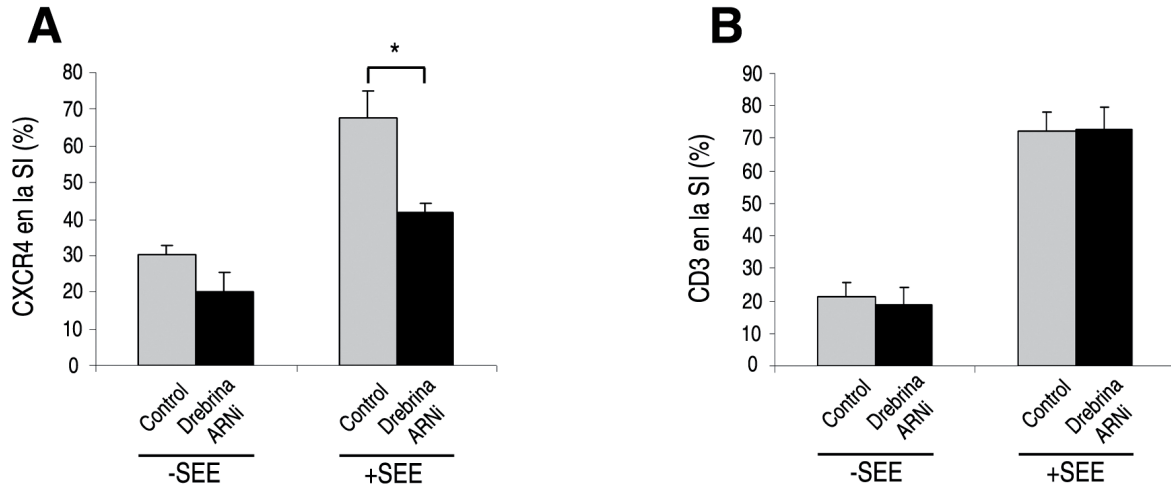 A
CXCR4 en la SI (%)
80
70
60
50
40
30
20
10
0
*
Control
Drebrina
ARNi
Control
Drebrina
ARNi
-SEE
+SEE
B
CD3 en la SI (%)
90
80
70
60
50
40
30
20
10
0
Control
Drebrina
ARNi
Control
Drebrina
ARNi
-SEE
+SEE